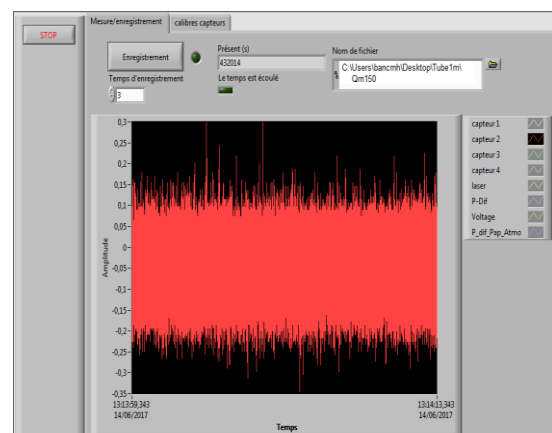 STOP
Mesure/enregistrement
calibres capteurs
Enregistrement
Présent (s)
432014
Nom de fichier
C:\Users\bancmh\Desktop\Tube1m\
Qm150
Temps d'enregistrement
3
Le temps est écoulé
0,3-
0,25-
0,2-
0,15-
0,1-
0,05-
0-
-0,05-
-0,1-
-0,15-
-0,2-
-0,25-
-0,3-
-0,35-
Amplitude
13:13:59,343
14/06/2017
13:14:13,343
14/06/2017
Temps
capteur 1
capteur 2
capteur 3
capteur 4
laser
P-Dif
Voltage
P_dif_Pap_Atmo